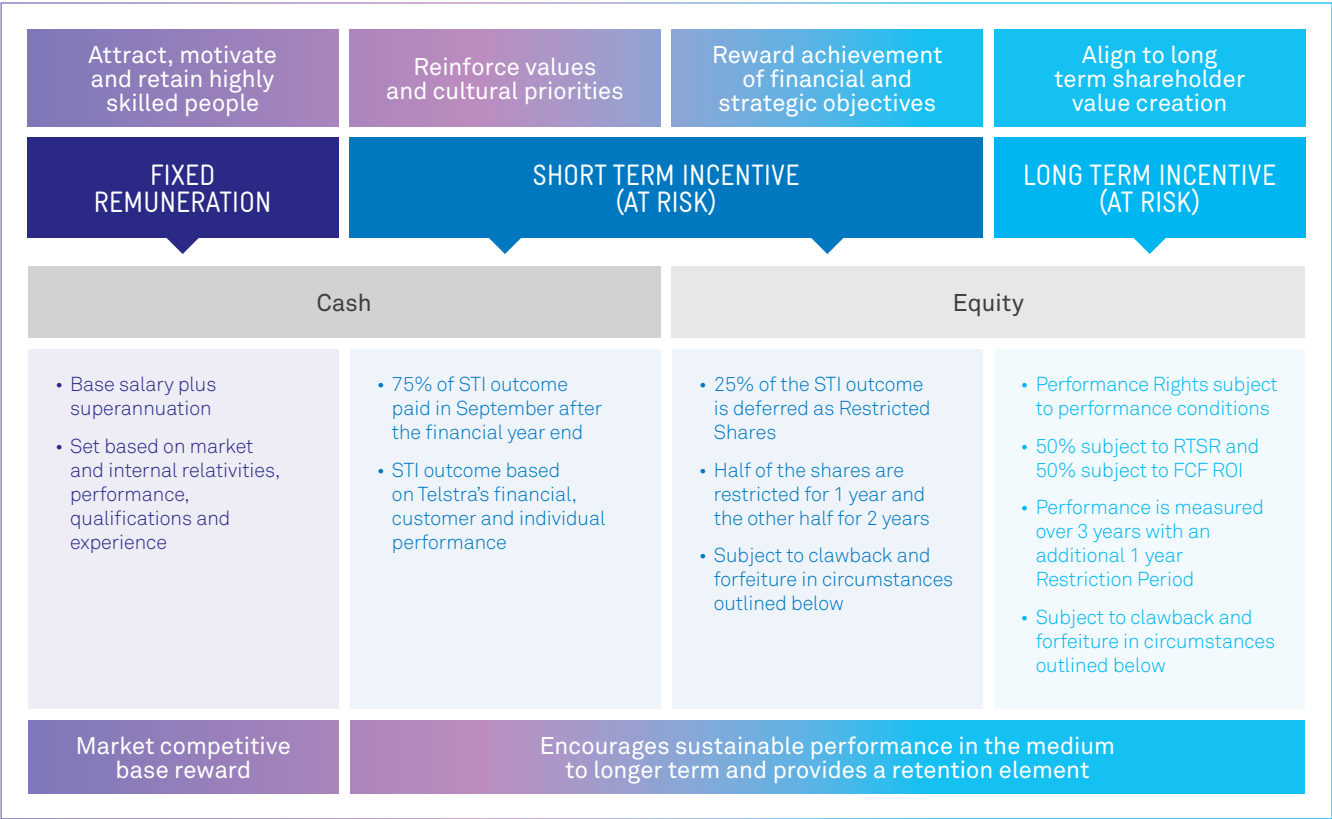 Attract, motivate
and retain highly
skilled people
Reinforce values
and cultural priorities
Reward achievement
of financial and
strategic objectives
Align to long
term shareholder
value creation
FIXED
REMUNERATION
SHORT TERM INCENTIVE
(AT RISK)
LONG TERM INCENTIVE
(AT RISK)
Cash
Equity
• Base salary plus
superannuation
• Set based on market
and internal relativities,
performance,
qualifications and
experience
• 75% of STI outcome
paid in September after
the financial year end
• STI outcome based
on Telstra's financial,
customer and individual
performance
• 25% of the STI outcome
is deferred as Restricted
Shares
• Half of the shares are
restricted for 1 year and
the other half for 2 years
• Subject to clawback and
forfeiture in circumstances
outlined below
• Performance Rights subject
to performance conditions
• 50% subject to RTSR and
50% subject to FCF ROI
• Performance is measured
over 3 years with an
additional 1 year
Restriction Period
• Subject to clawback and
forfeiture in circumstances
outlined below
Market competitive
base reward
Encourages sustainable performance in the medium
to longer term and provides a retention element